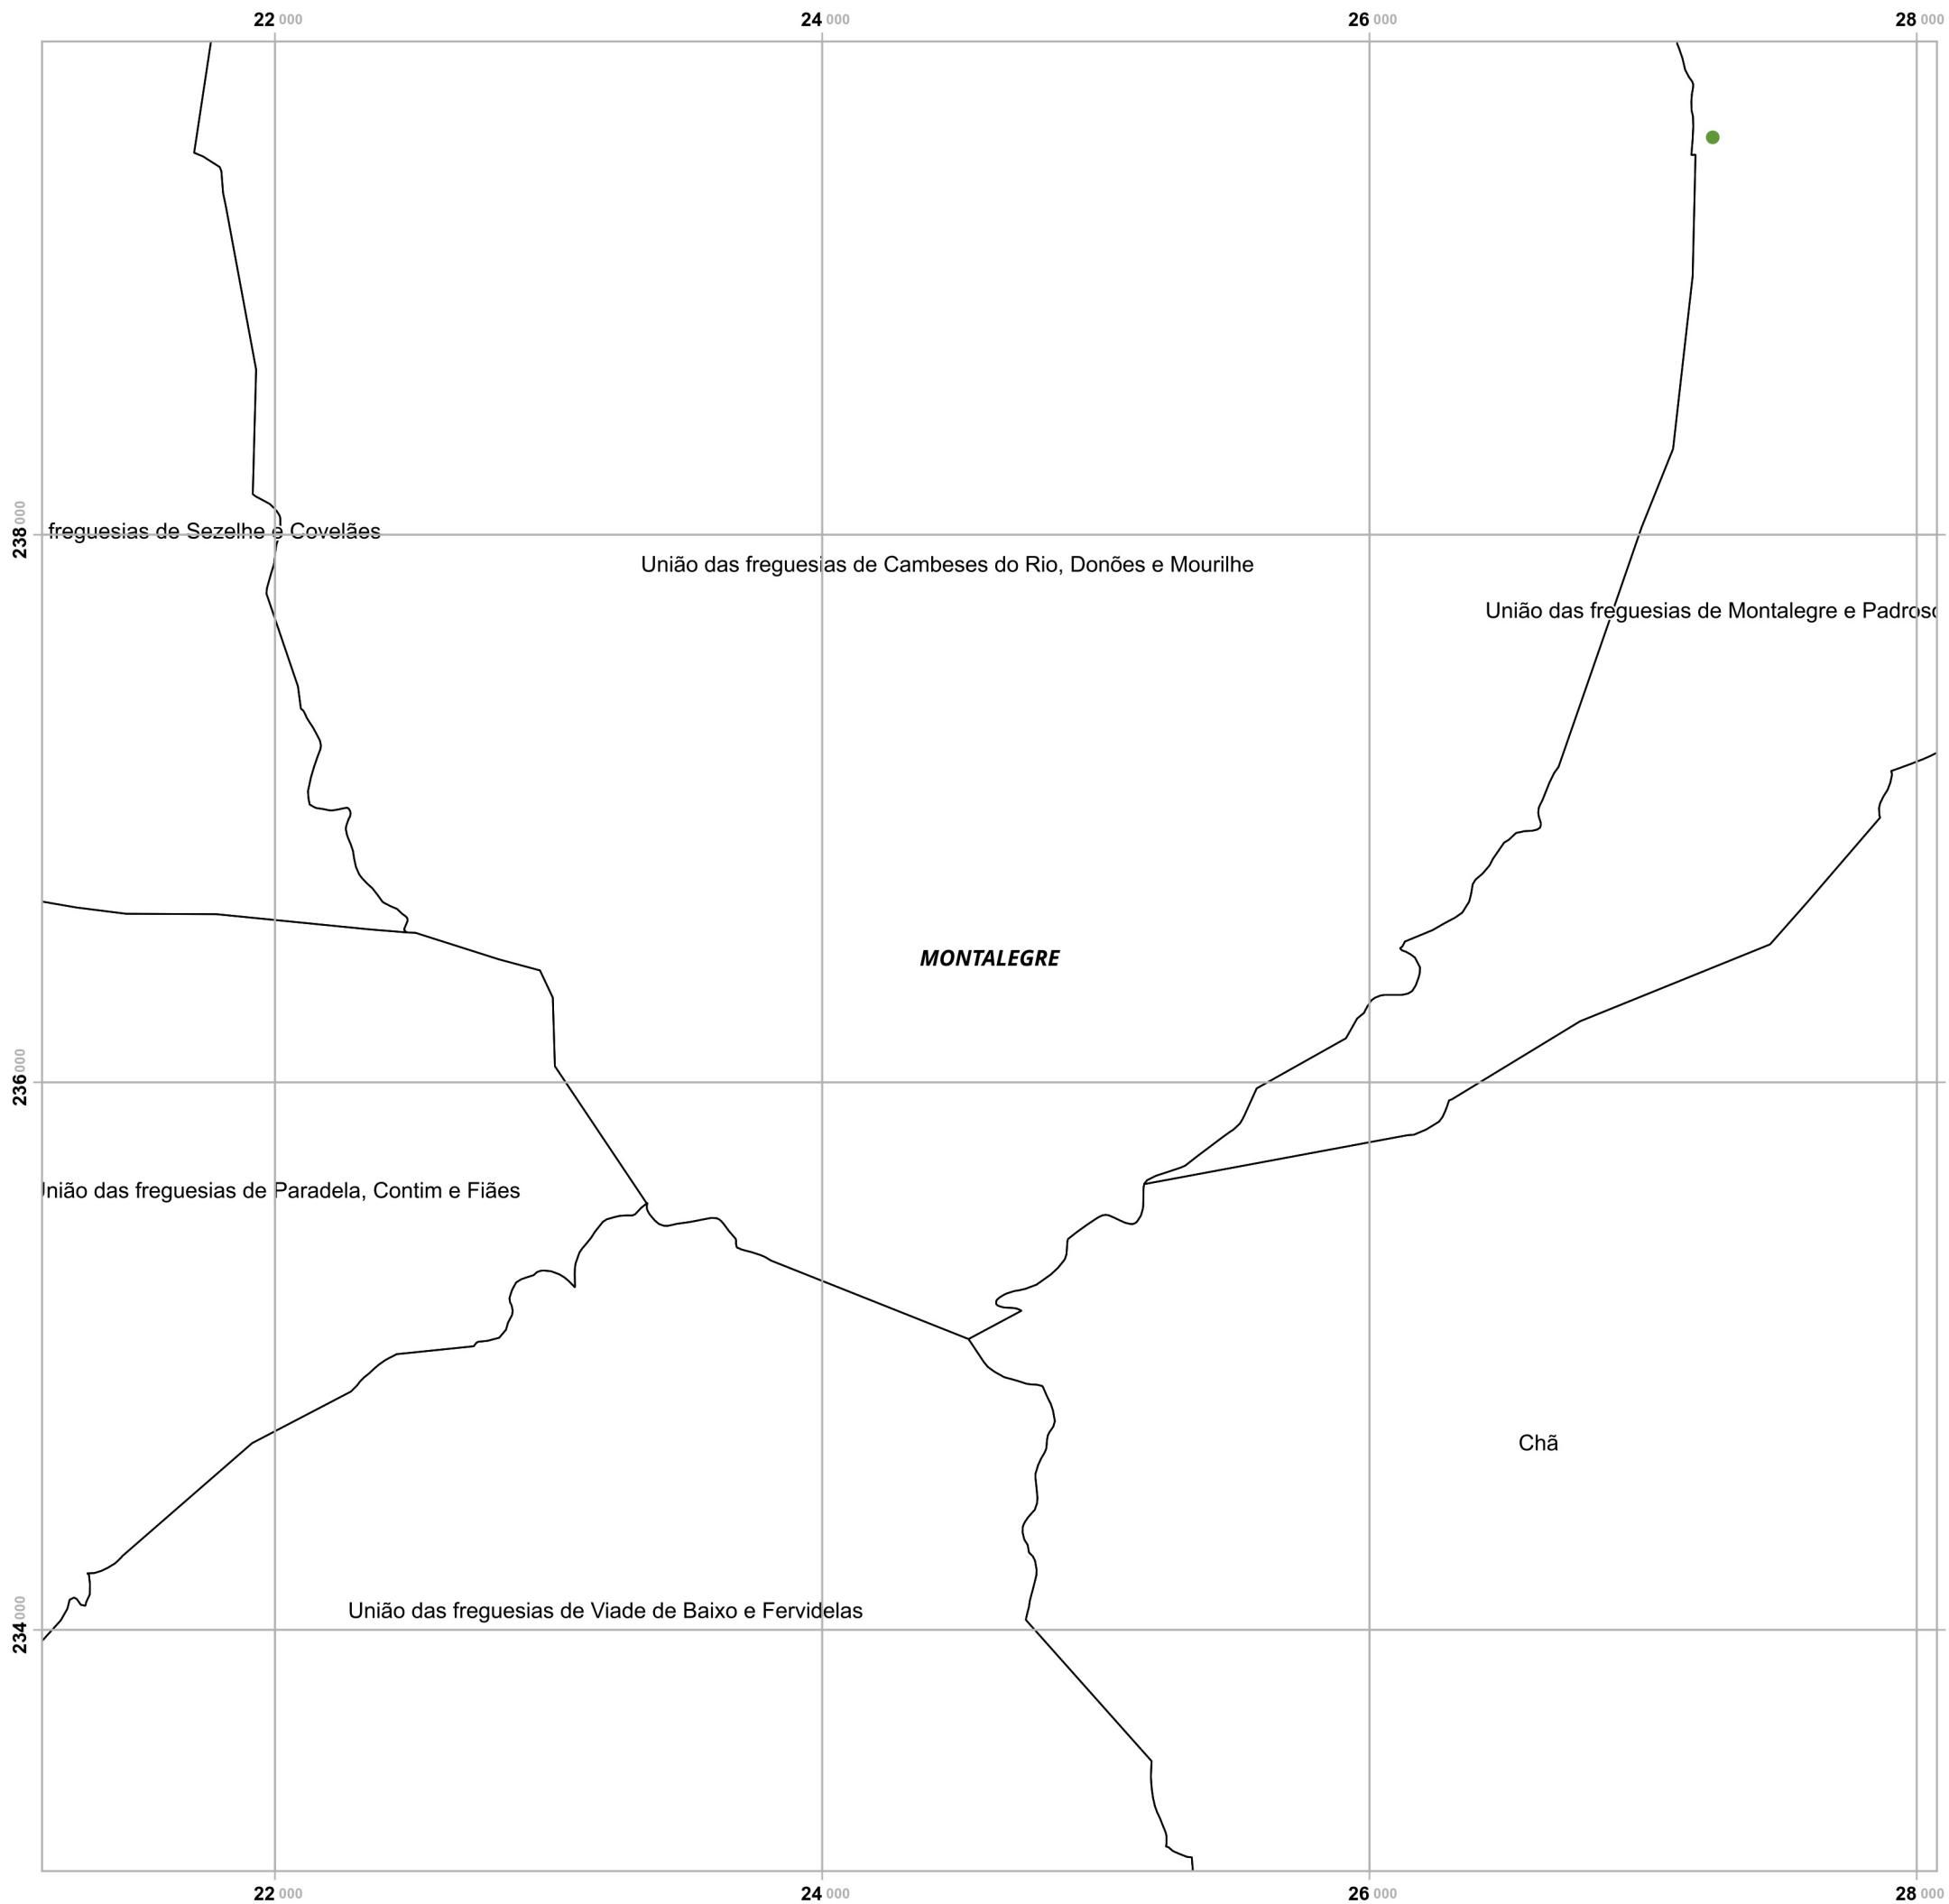 22 000
24 000
26 000
28 000
238 000
freguesias de Sezelhe e Covelães
União das freguesias de Cambeses do Rio, Donões e Mourilhe
União das freguesias de Montalegre e Padroso
MONTALEGRE
236 000
União das freguesias de Paradela, Contim e Fiães
Chã
União das freguesias de Viade de Baixo e Fervidelas
234 000
22 000
24 000
26 000
28 000